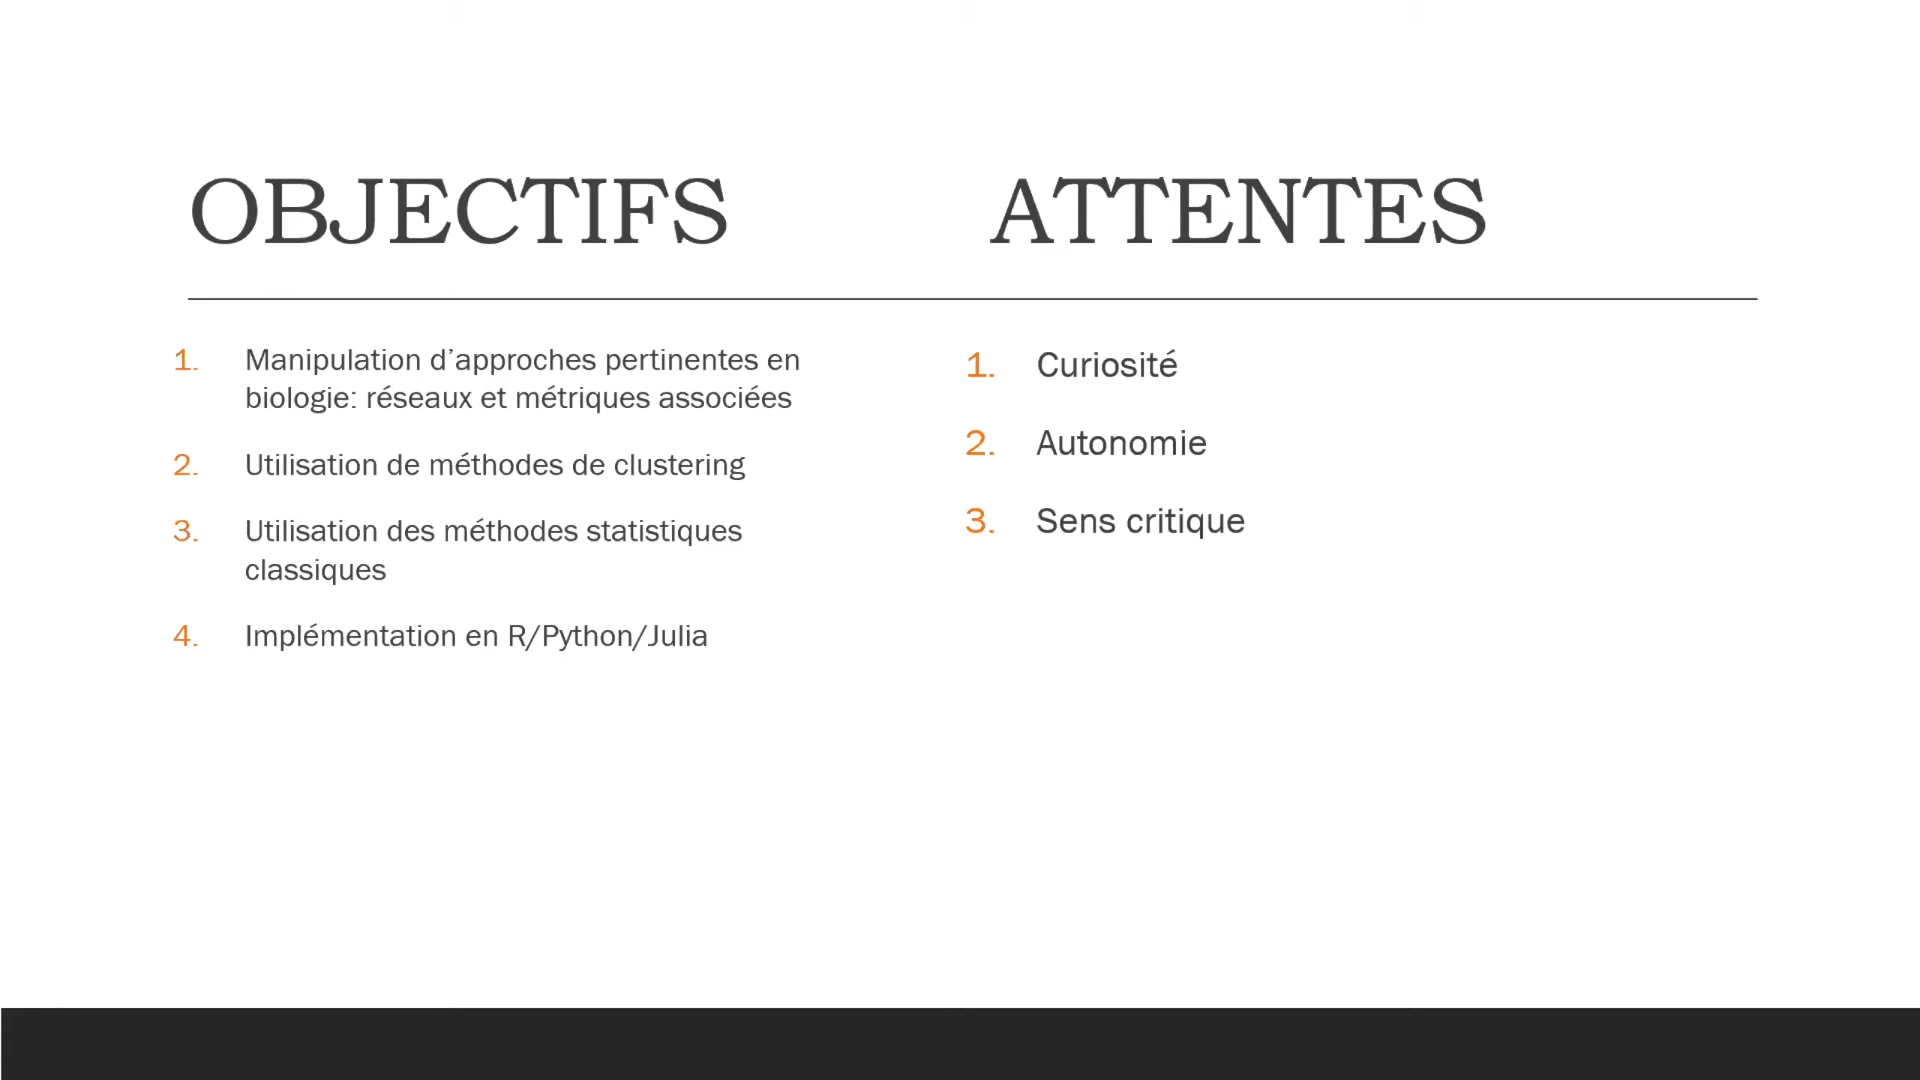 OBJECTIFS
1. Manipulation d’approches pertinentes en
biologie: réseaux et métriques associées
2. Utilisation de méthodes de clustering
3. Utilisation des méthodes statistiques
classiques
4. Implémentation en R/Python/Julia
ATTENTES
1. Curiosité
2. Autonomie
3. Sens critique